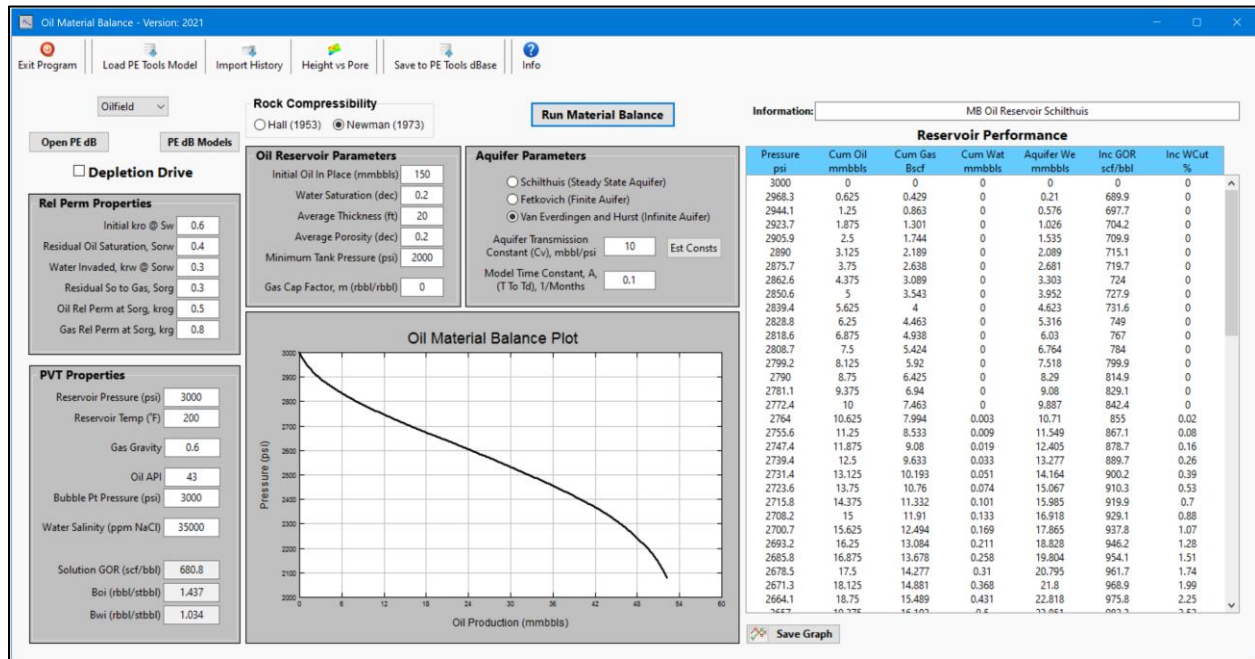 Oil Material Balance - Version: 2021
Exit Program Load PE Tools Model Import History Height vs Pore Save to PE Tools dBase Info
Oilfield
Open PE dB PE dB Models
Depletion Drive
Rel Perm Properties
Initial kro @ Sw 0.6
Residual Oil Saturation, Sorw 0.4
Water Invaded, krw @ Sorw 0.3
Residual So to Gas, Sorg 0.3
Oil Rel Perm at Sorg, krog 0.5
Gas Rel Perm at Sorg, krg 0.8
PVT Properties
Reservoir Pressure (psi) 3000
Reservoir Temp (˚F) 200
Gas Gravity 0.6
Oil API 43
Bubble Pt Pressure (psi) 3000
Water Salinity (ppm NaCl) 35000
Solution GOR (scf/bbl) 680.8
Boi (rbbl/stbbl) 1.437
Bwi (rbbl/stbbl) 1.034
Rock Compressibility
Hall (1953) Newman (1973)
Run Material Balance
Oil Reservoir Parameters
Initial Oil In Place (mmbbls) 150
Water Saturation (dec) 0.2
Average Thickness (ft) 20
Average Porosity (dec) 0.2
Minimum Tank Pressure (psi) 2000
Gas Cap Factor, m (rbbl/rbbl) 0
Aquifer Parameters
Schilthuis (Steady State Aquifer)
Fetkovich (Finite Auifer)
Van Everdingen and Hurst (Infinite Auifer)
Aquifer Transmission
Constant (Cv), mbbl/psi 10 Est Consts
Model Time Constant, A,
(T To Td), 1/Months 0.1
Oil Material Balance Plot
Pressure (psi)
3000
2900
2800
2700
2600
2500
2400
2300
2200
2100
2000
0 6 12 18 24 30 36 42 48 54 60
Oil Production (mmbbls)
Information: MB Oil Reservoir Schilthuis
Reservoir Performance
Pressure Cum Oil Cum Gas Cum Wat Aquifer We Inc GOR Inc WCut
psi mmbbls Bscf mmbbls mmbbls scf/bbl %
3000 0 0 0 0 0 0
2968.3 0.625 0.429 0 0.21 689.9 0
2944.1 1.25 0.863 0 0.576 697.7 0
2923.7 1.875 1.301 0 1.026 704.2 0
2905.9 2.5 1.744 0 1.535 709.9 0
2890 3.125 2.189 0 2.089 715.1 0
2875.7 3.75 2.638 0 2.681 719.7 0
2862.6 4.375 3.089 0 3.303 724 0
2850.6 5 3.543 0 3.952 727.9 0
2839.4 5.625 4 0 4.623 731.6 0
2828.8 6.25 4.463 0 5.316 749 0
2818.6 6.875 4.938 0 6.03 767 0
2808.7 7.5 5.424 0 6.764 784 0
2799.2 8.125 5.92 0 7.518 799.9 0
2790 8.75 6.425 0 8.29 814.9 0
2781.1 9.375 6.94 0 9.08 829.1 0
2772.4 10 7.463 0 9.887 842.4 0
2764 10.625 7.994 0.003 10.71 855 0.02
2755.6 11.25 8.533 0.009 11.549 867.1 0.08
2747.4 11.875 9.08 0.019 12.405 878.7 0.16
2739.4 12.5 9.633 0.033 13.277 889.7 0.26
2731.4 13.125 10.193 0.051 14.164 900.2 0.39
2723.6 13.75 10.76 0.074 15.067 910.3 0.53
2715.8 14.375 11.332 0.101 15.985 919.9 0.7
2708.2 15 11.91 0.133 16.918 929.1 0.88
2700.7 15.625 12.494 0.169 17.865 937.8 1.07
2693.2 16.25 13.084 0.211 18.828 946.2 1.28
2685.8 16.875 13.678 0.258 19.804 954.1 1.51
2678.5 17.5 14.277 0.31 20.795 961.7 1.74
2671.3 18.125 14.881 0.368 21.8 968.9 1.99
2664.1 18.75 15.489 0.431 22.818 975.8 2.25
Save Graph